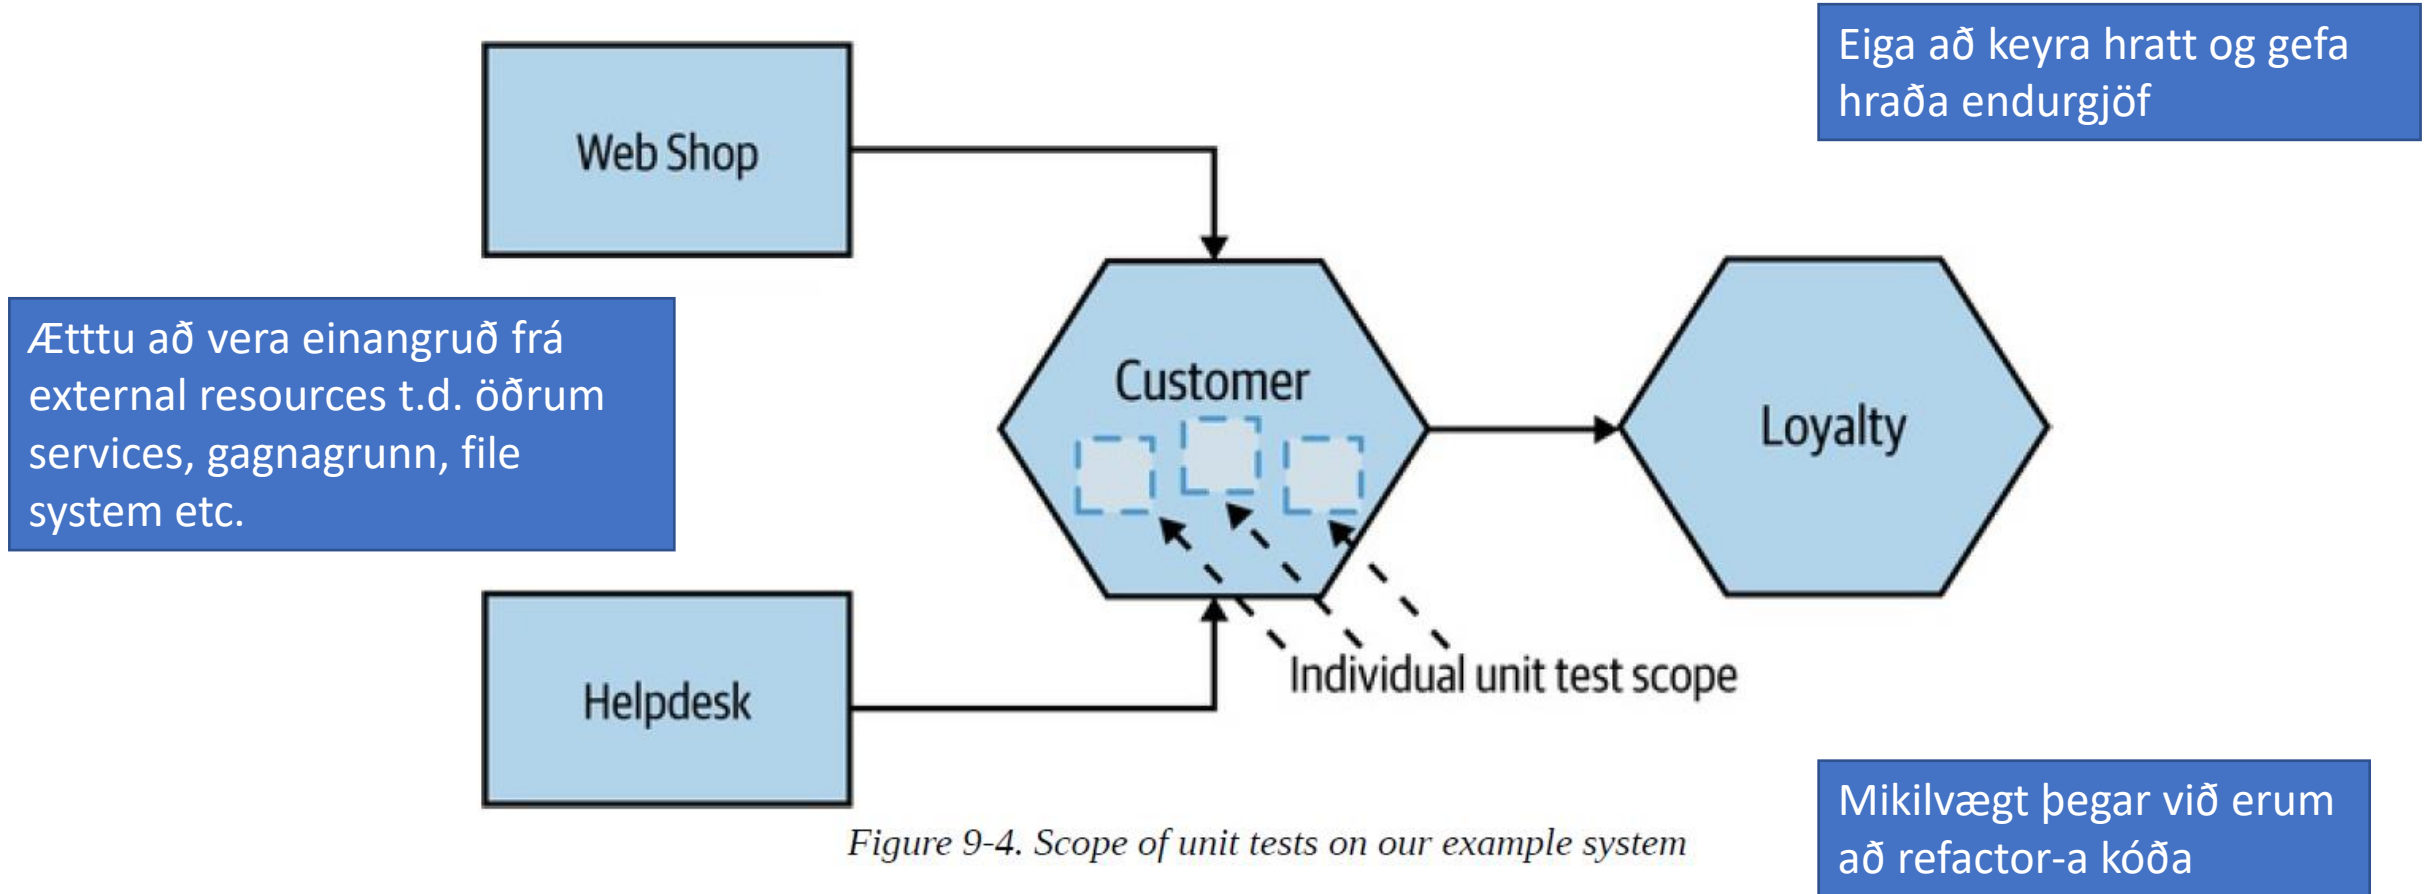 Eiga að keyra hratt og gefa
hraða endurgjöf
Web Shop
Ætttu að vera einangruð frá
external resources t.d. öðrum
services, gagnagrunn, file
system etc.
Customer
Loyalty
Helpdesk
Individual unit test scope
Mikilvægt þegar við erum
að refactor-a kóða
Figure 9-4. Scope of unit tests on our example system